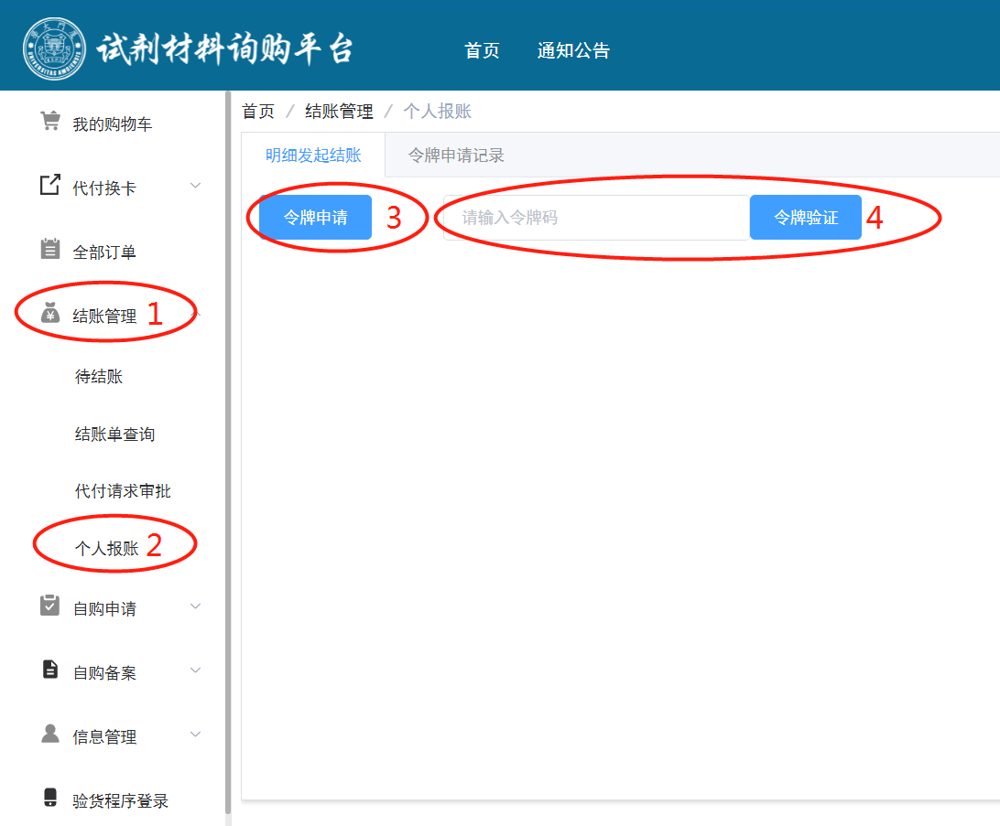 试剂材料询购平台
首页 通知公告
我的购物车
代付换卡
全部订单
结账管理 1
待结账
结账单查询
代付请求审批
个人报账 2
自购申请
自购备案
信息管理
验货程序登录
首页 / 结账管理 / 个人报账
明细发起结账 令牌申请记录
令牌申请 3 请输入令牌码 令牌验证 4